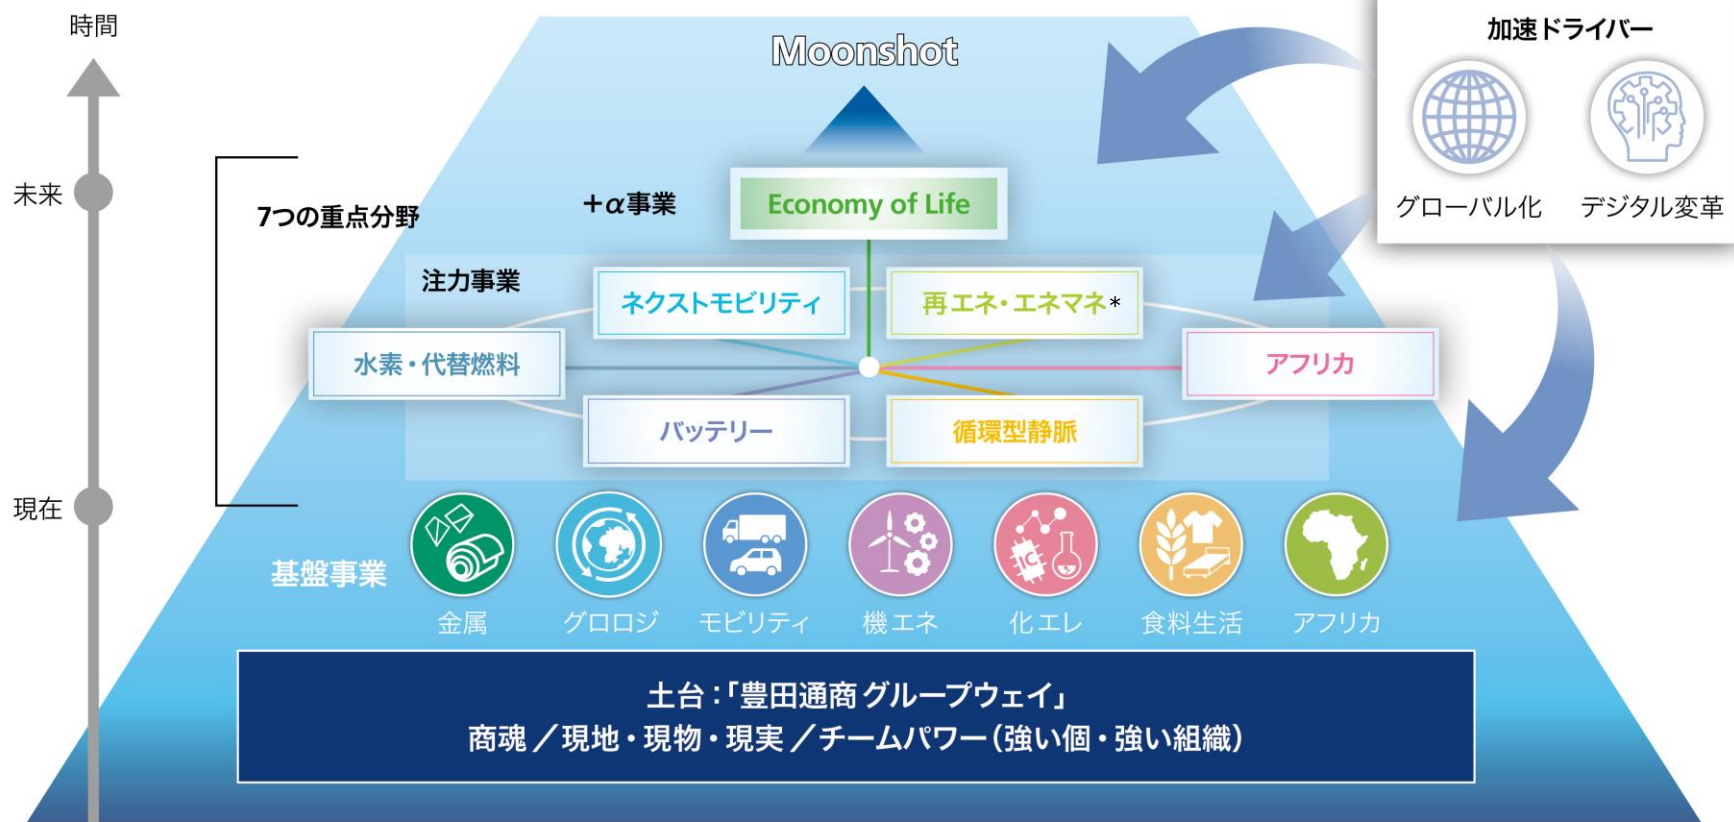 時間
Moonshot
加速ドライバー
グローバル化
デジタル変革
未来
7つの重点分野
+α事業
Economy of Life
注力事業
ネクストモビリティ
再エネ・エネマネ*
水素・代替燃料
アフリカ
バッテリー
循環型静脈
現在
基盤事業
IC
金属
グロロジ
モビリティ
機エネ
化エレ
食料生活
アフリカ
土台:「豊田通商グループウェイ」
商魂/現地・現物・現実/チームパワー(強い個・強い組織)